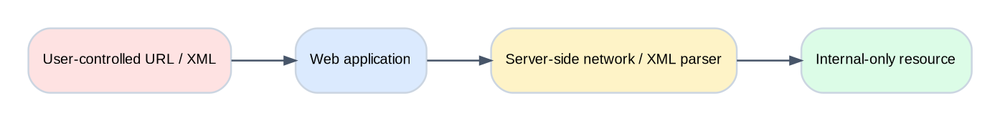 User-controlled URL / XML
Web application
Server-side network / XML parser
Internal-only resource